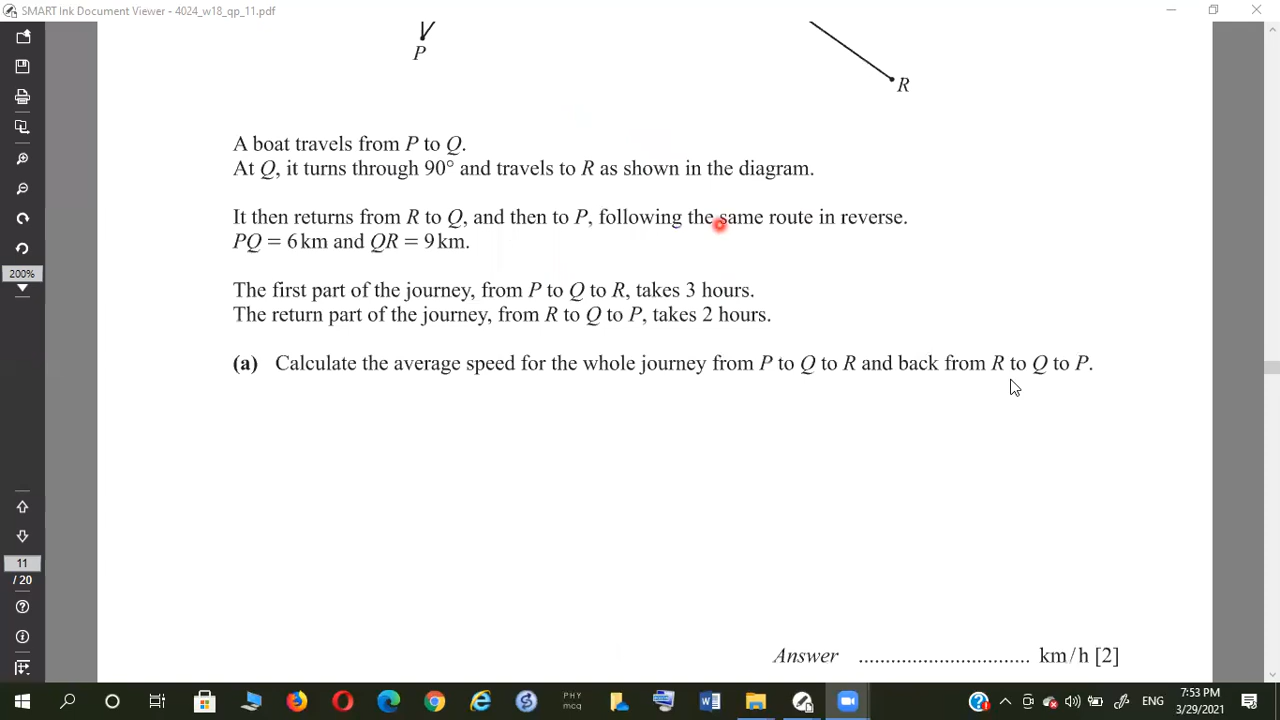 SMART Ink Document Viewer - 4024_w18_qp_11.pdf
P
R
A boat travels from P to Q.
At Q, it turns through 90° and travels to R as shown in the diagram.
It then returns from R to Q, and then to P, following the same route in reverse.
PQ = 6 km and QR = 9 km.
200%
The first part of the journey, from P to Q to R, takes 3 hours.
The return part of the journey, from R to Q to P, takes 2 hours.
(a) Calculate the average speed for the whole journey from P to Q to R and back from R to Q to P.
11
/ 20
Answer ................................ km / h [2]
PHY
mcq
ENG
7:53 PM
3/29/2021